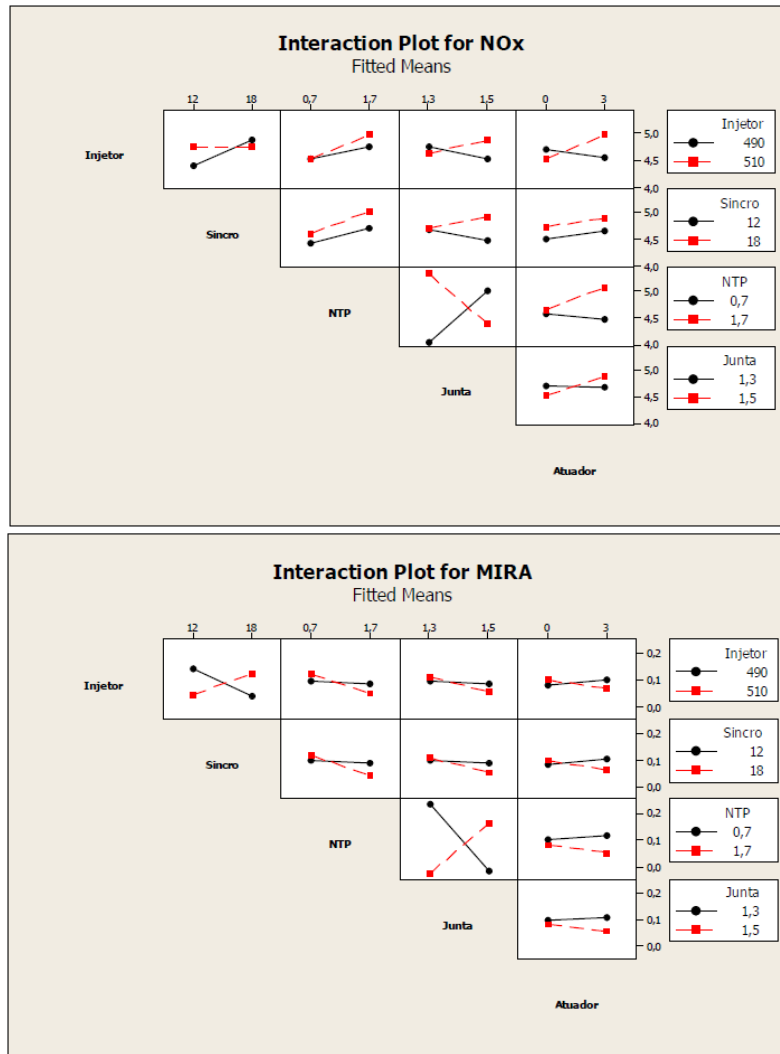 Interaction Plot for NOx
Fitted Means
12 18 0,7 1,7 1,3 1,5 0 3
Injetor
5,0
4,5
4,0
Injetor
490
510
Sincro
5,0
4,5
4,0
Sincro
12
18
NTP
5,0
4,5
4,0
NTP
0,7
1,7
Junta
5,0
4,5
4,0
Junta
1,3
1,5
Atuador
Interaction Plot for MIRA
Fitted Means
12 18 0,7 1,7 1,3 1,5 0 3
Injetor
0,2
0,1
0,0
Injetor
490
510
Sincro
0,2
0,1
0,0
Sincro
12
18
NTP
0,2
0,1
0,0
NTP
0,7
1,7
Junta
0,2
0,1
0,0
Junta
1,3
1,5
Atuador